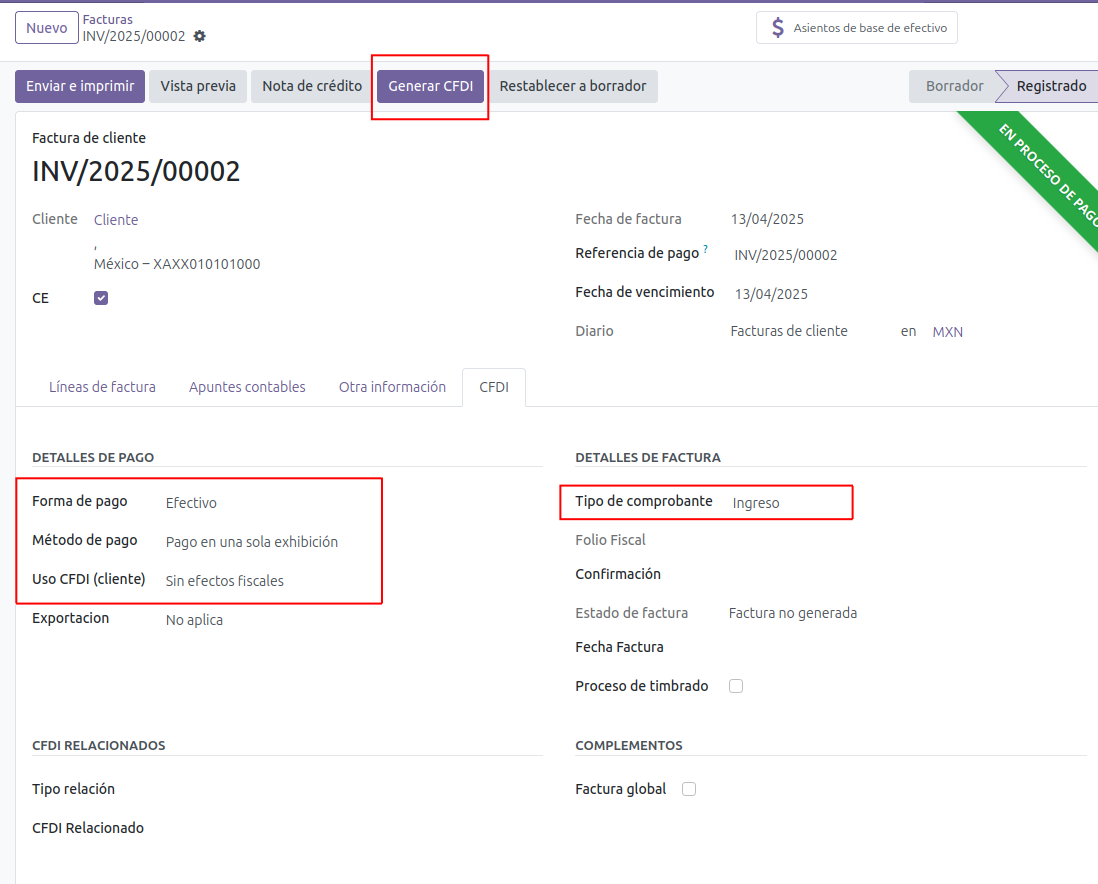 Nuevo
Facturas
INV/2025/00002
$ Asientos de base de efectivo
Enviar e imprimir
Vista previa
Nota de crédito
Generar CFDI
Restablecer a borrador
Borrador
Registrado
EN PROCESO DE PAGO
Factura de cliente
INV/2025/00002
Cliente Cliente
,
México – XAXX010101000
CE
Fecha de factura 13/04/2025
Referencia de pago ? INV/2025/00002
Fecha de vencimiento 13/04/2025
Diario Facturas de cliente en MXN
Líneas de factura
Apuntes contables
Otra información
CFDI
DETALLES DE PAGO
Forma de pago Efectivo
Método de pago Pago en una sola exhibición
Uso CFDI (cliente) Sin efectos fiscales
Exportacion No aplica
DETALLES DE FACTURA
Tipo de comprobante Ingreso
Folio Fiscal
Confirmación
Estado de factura Factura no generada
Fecha Factura
Proceso de timbrado
CFDI RELACIONADOS
Tipo relación
CFDI Relacionado
COMPLEMENTOS
Factura global